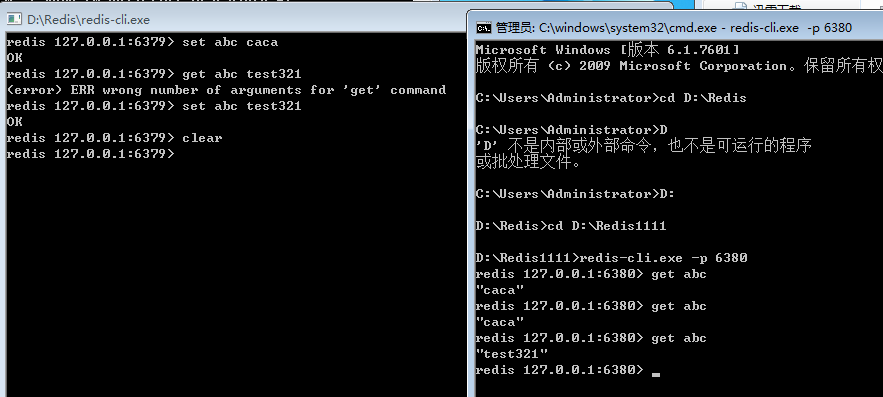 D:\Redis\redis-cli.exe
redis 127.0.0.1:6379> set abc caca
OK
redis 127.0.0.1:6379> get abc test321
(error) ERR wrong number of arguments for 'get' command
redis 127.0.0.1:6379> set abc test321
OK
redis 127.0.0.1:6379> clear
redis 127.0.0.1:6379>
管理员: C:\windows\system32\cmd.exe - redis-cli.exe -p 6380
Microsoft Windows [版本 6.1.7601]
版权所有 (c) 2009 Microsoft Corporation。保留所有权
C:\Users\Administrator>cd D:\Redis
C:\Users\Administrator>D
'D' 不是内部或外部命令，也不是可运行的程序
或批处理文件。
C:\Users\Administrator>D:
D:\Redis>cd D:\Redis1111
D:\Redis1111>redis-cli.exe -p 6380
redis 127.0.0.1:6380> get abc
"caca"
redis 127.0.0.1:6380> get abc
"caca"
redis 127.0.0.1:6380> get abc
"test321"
redis 127.0.0.1:6380>